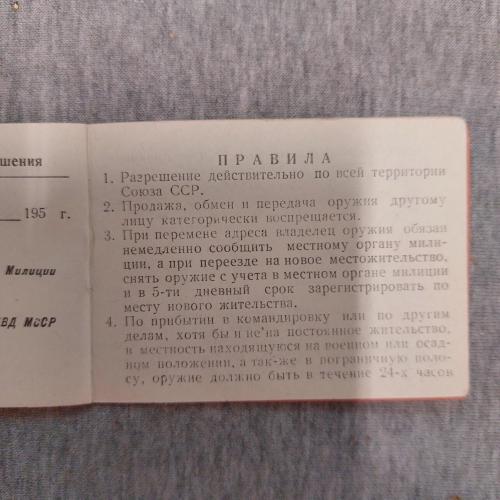 шения
195 г.
Милиции
ВД МССР
ПРАВИЛА
1. Разрешение действительно по всей территории
Союза ССР.
2. Продажа, обмен и передача оружия другому
лицу категорически воспрещается.
3. При перемене адреса владелец оружия обязан
немедленно сообщить местному органу мили-
ции, а при переезде на новое местожительство,
снять оружие с учета в местном органе милиции
и в 5-ти дневный срок зарегистрировать по
месту нового жительства.
4. По прибытии в командировку или по другим
делам, хотя бы и не на постоянное жительство,
в местность находящуюся на военном или осад-
ном положении, а так-же в пограничную поло-
су, оружие должно быть в течение 24-х часов